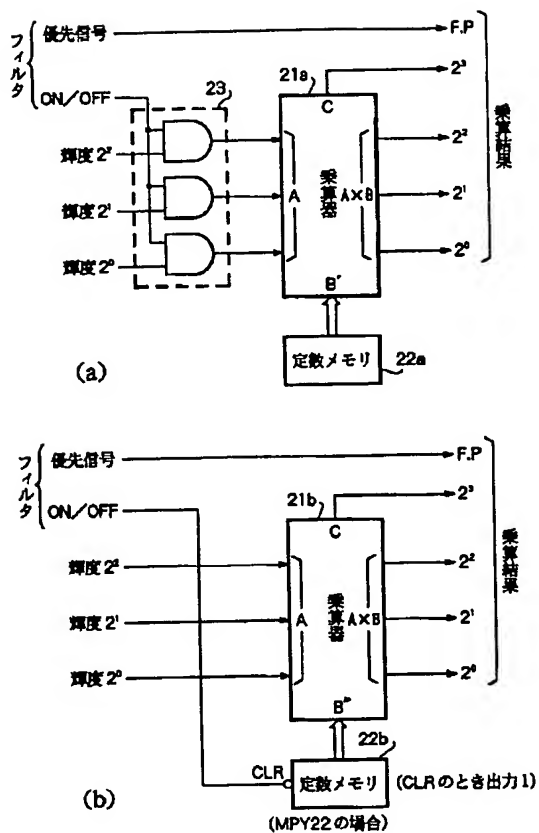 フィルタ
優先信号
F.P
ON/OFF
23
21a
C
2³
輝度 2²
輝度 2¹
輝度 2⁰
A
乗算器
A×B
2²
2¹
2⁰
乗算結果
B'
定数メモリ
22a
(a)
フィルタ
優先信号
F.P
ON/OFF
21b
C
2³
輝度 2²
輝度 2¹
輝度 2⁰
A
乗算器
A×B
2²
2¹
2⁰
乗算結果
B"
22b
CLR
定数メモリ
(CLRのとき出力1)
(MPY22の場合)
(b)